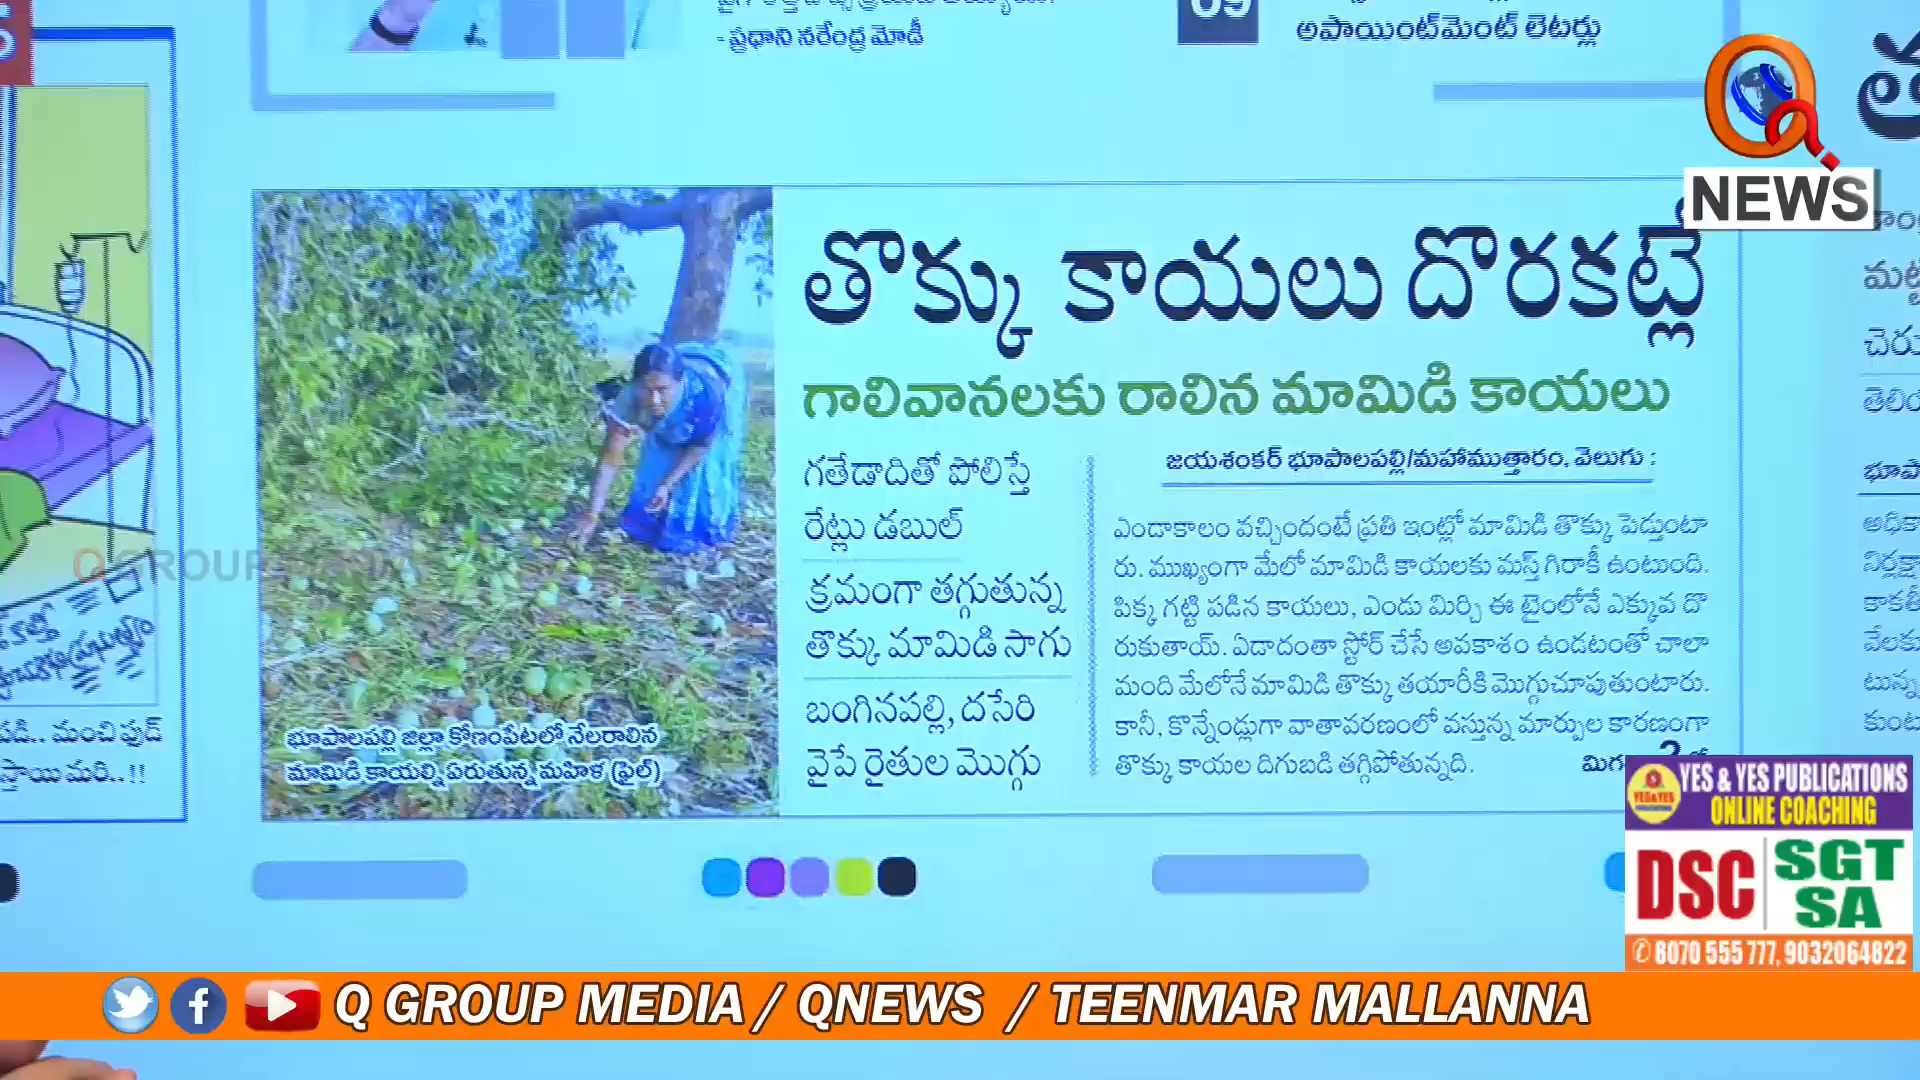 - ప్రధాని నరేంద్ర మోడీ
09
అపాయింట్‌మెంట్ లెటర్లు
NEWS
తొక్కు కాయలు దొరకట్లే
గాలివానలకు రాలిన మామిడి కాయలు
గతేడాదితో పోలిస్తే
రేట్లు డబుల్
క్రమంగా తగ్గుతున్న
తొక్కు మామిడి సాగు
బంగినపల్లి, దసేరి
వైపే రైతుల మొగ్గు
జయశంకర్ భూపాలపల్లి/మహాముత్తారం, వెలుగు :
ఎండాకాలం వచ్చిందంటే ప్రతి ఇంట్లో మామిడి తొక్కు పెడ్తుంటా
రు. ముఖ్యంగా మేలో మామిడి కాయలకు మస్త్ గిరాకీ ఉంటుంది.
పిక్క గట్టి పడిన కాయలు, ఎండు మిర్చి ఈ టైంలోనే ఎక్కువ దొ
రుకుతాయ్. ఏడాదంతా స్టోర్ చేసే అవకాశం ఉండటంతో చాలా
మంది మేలోనే మామిడి తొక్కు తయారీకి మొగ్గుచూపుతుంటారు.
కానీ, కొన్నేండ్లుగా వాతావరణంలో వస్తున్న మార్పుల కారణంగా
తొక్కు కాయల దిగుబడి తగ్గిపోతున్నది.
భూపాలపల్లి జిల్లా కోణంపేటలో నేలరాలిన
మామిడి కాయల్ని ఏరుతున్న మహిళ (ఫైల్)
Q GROUP MEDIA
మంచి ఫుడ్
YES & YES PUBLICATIONS
ONLINE COACHING
DSC
SGT
SA
8070 555 777, 9032064822
Q GROUP MEDIA / QNEWS / TEENMAR MALLANNA